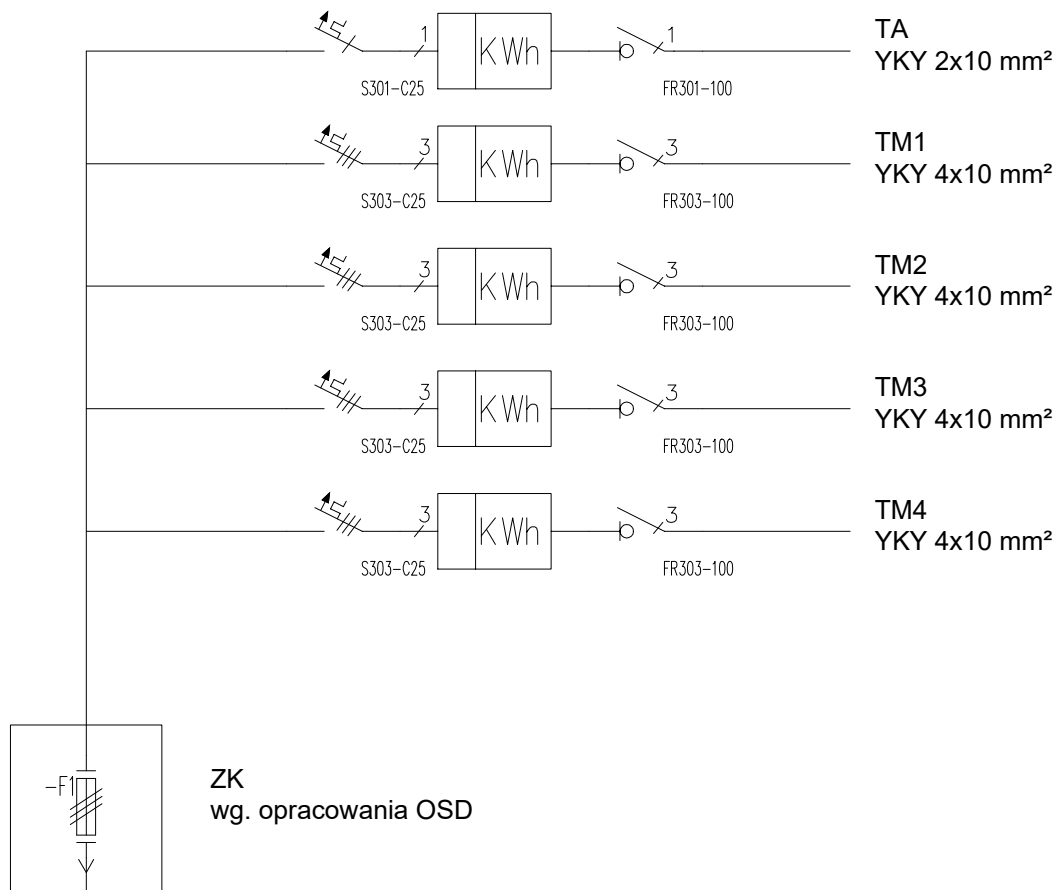 1
KWh
1
TA
YKY 2x10 mm²
S301-C25
FR301-100
3
KWh
3
TM1
YKY 4x10 mm²
S303-C25
FR303-100
3
KWh
3
TM2
YKY 4x10 mm²
S303-C25
FR303-100
3
KWh
3
TM3
YKY 4x10 mm²
S303-C25
FR303-100
3
KWh
3
TM4
YKY 4x10 mm²
S303-C25
FR303-100
-F1
ZK
wg. opracowania OSD